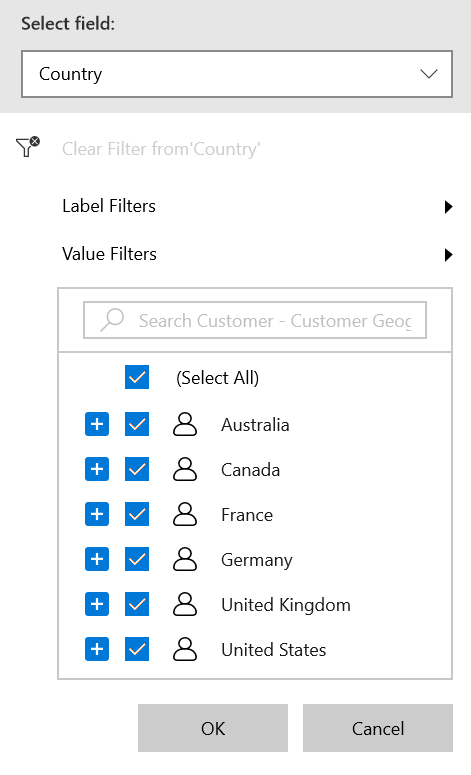 Select field:
Country
Clear Filter from'Country'
Label Filters
Value Filters
Search Customer - Customer Geog
(Select All)
Australia
Canada
France
Germany
United Kingdom
United States
OK
Cancel